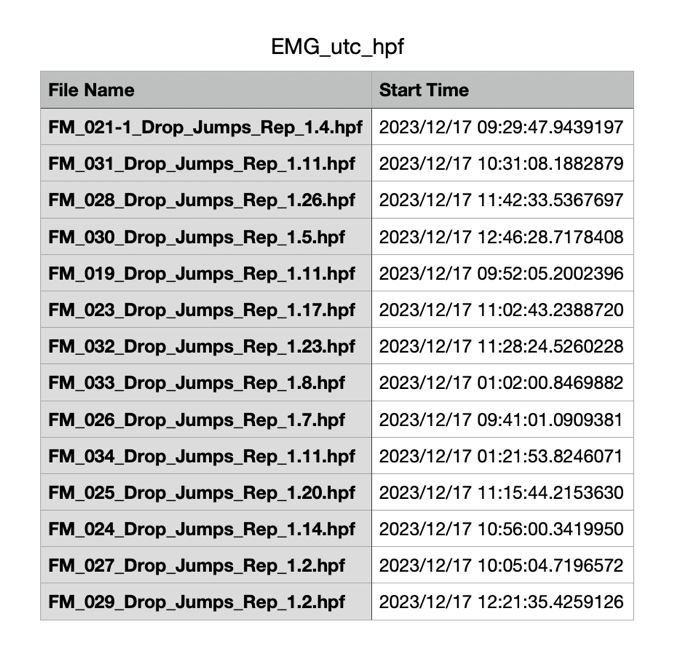 EMG_utc_hpf
File Name Start Time
FM_021-1_Drop_Jumps_Rep_1.4.hpf 2023/12/17 09:29:47.9439197
FM_031_Drop_Jumps_Rep_1.11.hpf 2023/12/17 10:31:08.1882879
FM_028_Drop_Jumps_Rep_1.26.hpf 2023/12/17 11:42:33.5367697
FM_030_Drop_Jumps_Rep_1.5.hpf 2023/12/17 12:46:28.7178408
FM_019_Drop_Jumps_Rep_1.11.hpf 2023/12/17 09:52:05.2002396
FM_023_Drop_Jumps_Rep_1.17.hpf 2023/12/17 11:02:43.2388720
FM_032_Drop_Jumps_Rep_1.23.hpf 2023/12/17 11:28:24.5260228
FM_033_Drop_Jumps_Rep_1.8.hpf 2023/12/17 01:02:00.8469882
FM_026_Drop_Jumps_Rep_1.7.hpf 2023/12/17 09:41:01.0909381
FM_034_Drop_Jumps_Rep_1.11.hpf 2023/12/17 01:21:53.8246071
FM_025_Drop_Jumps_Rep_1.20.hpf 2023/12/17 11:15:44.2153630
FM_024_Drop_Jumps_Rep_1.14.hpf 2023/12/17 10:56:00.3419950
FM_027_Drop_Jumps_Rep_1.2.hpf 2023/12/17 10:05:04.7196572
FM_029_Drop_Jumps_Rep_1.2.hpf 2023/12/17 12:21:35.4259126